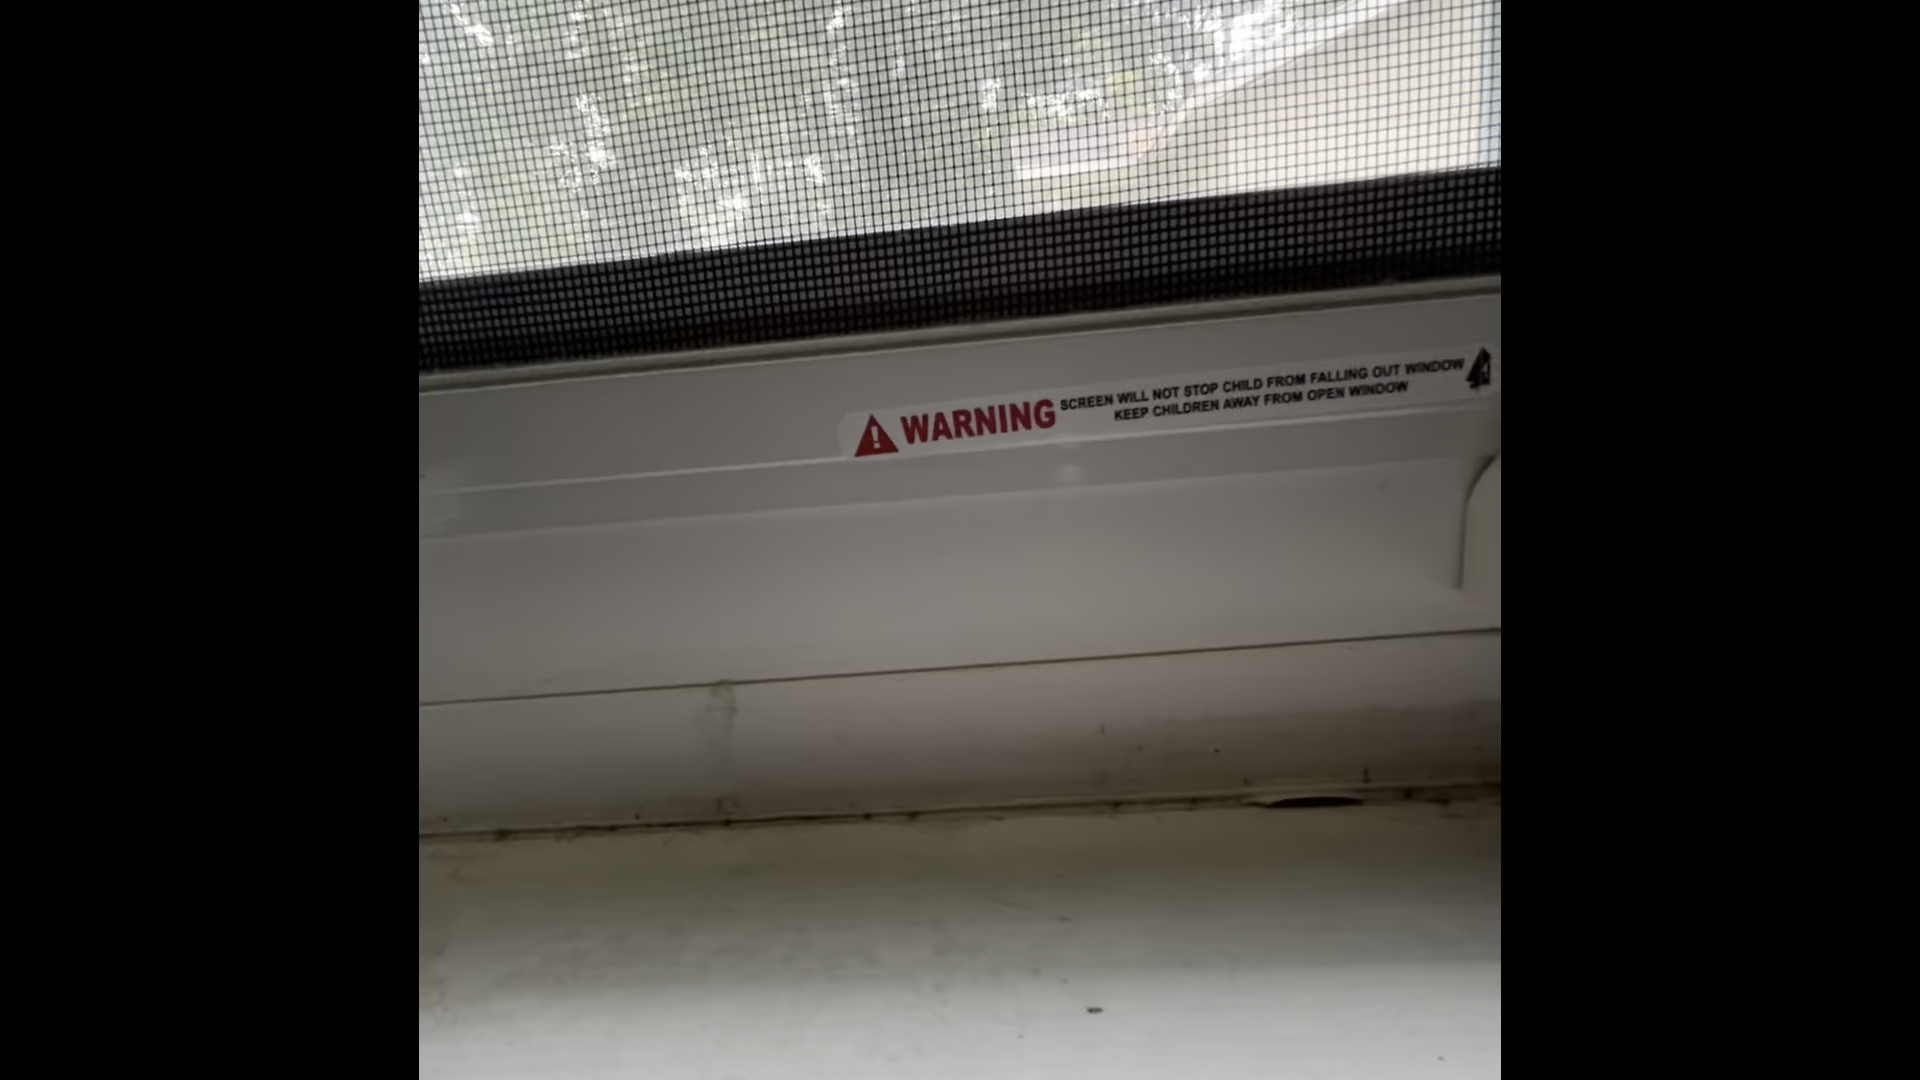 WARNING
SCREEN WILL NOT STOP CHILD FROM FALLING OUT WINDOW
KEEP CHILDREN AWAY FROM OPEN WINDOW